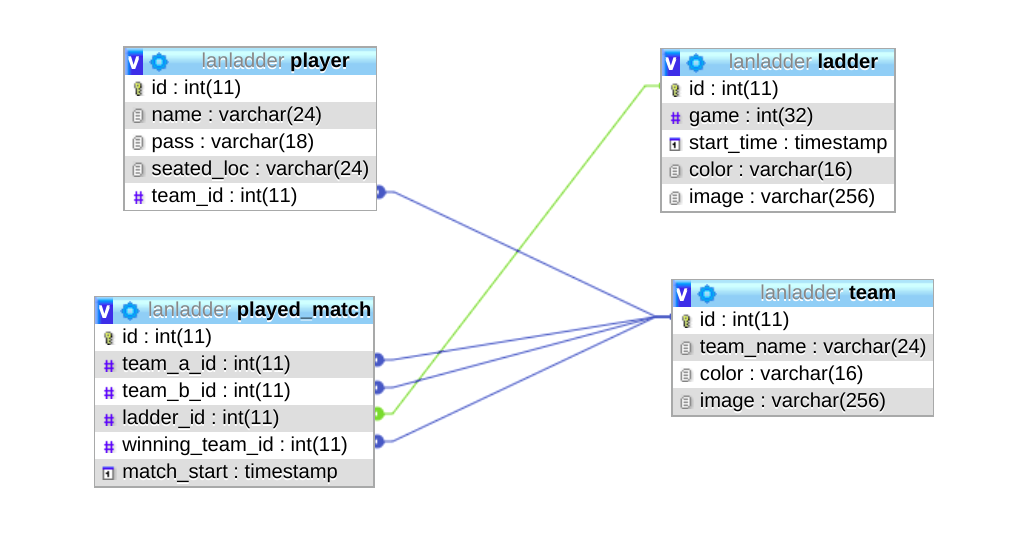 v lanladder player
id : int(11)
name : varchar(24)
pass : varchar(18)
seated_loc : varchar(24)
# team_id : int(11)
v lanladder ladder
id : int(11)
# game : int(32)
start_time : timestamp
color : varchar(16)
image : varchar(256)
v lanladder played_match
id : int(11)
# team_a_id : int(11)
# team_b_id : int(11)
# ladder_id : int(11)
# winning_team_id : int(11)
match_start : timestamp
v lanladder team
id : int(11)
team_name : varchar(24)
color : varchar(16)
image : varchar(256)